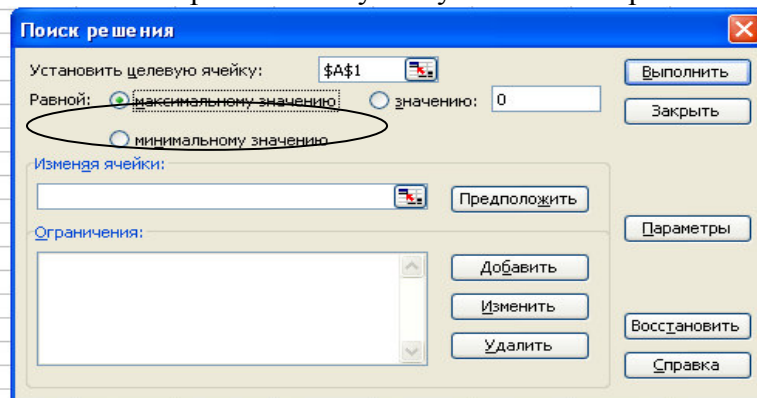 Поиск решения
Установить целевую ячейку: $A$1
Равной: максимальному значению значению: 0
минимальному значению
Изменяя ячейки:
Предположить
Ограничения:
Добавить
Изменить
Удалить
Выполнить
Закрыть
Параметры
Восстановить
Справка